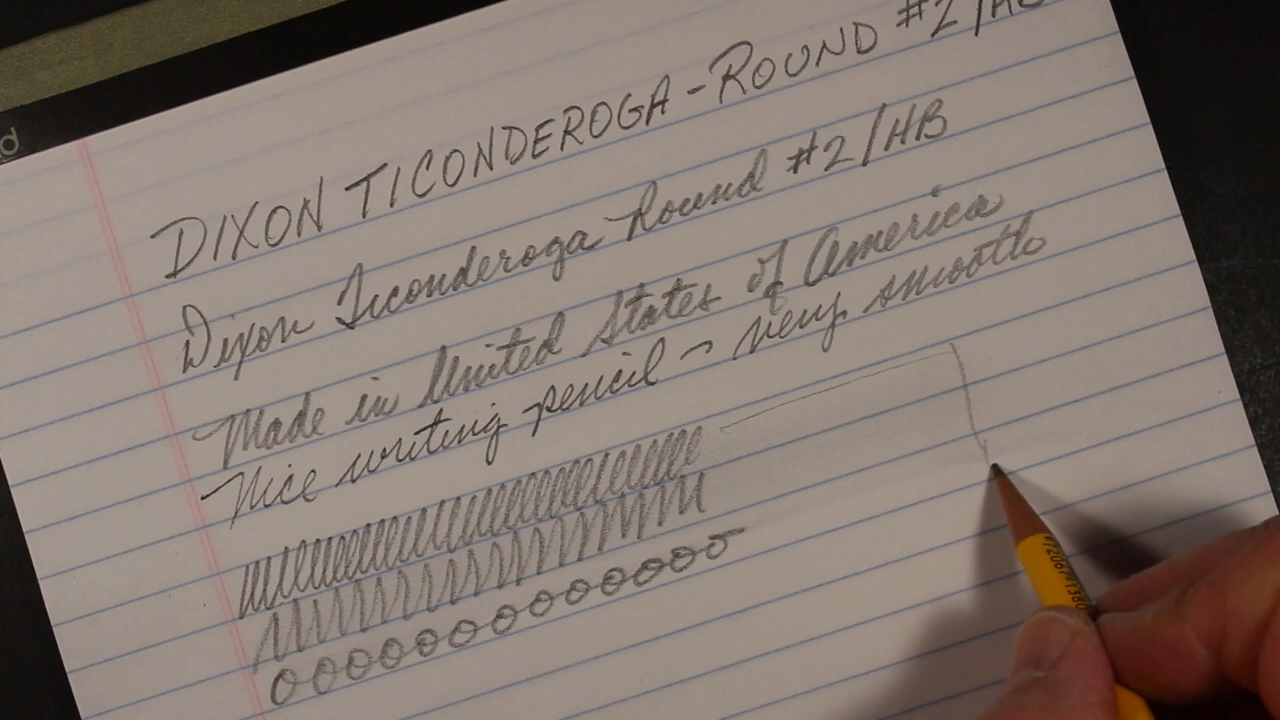 DIXON TICONDEROGA - ROUND #2/HB
Dixon Ticonderoga Round #2/HB
Made in United States of America
Nice writing pencil ~ very smooth